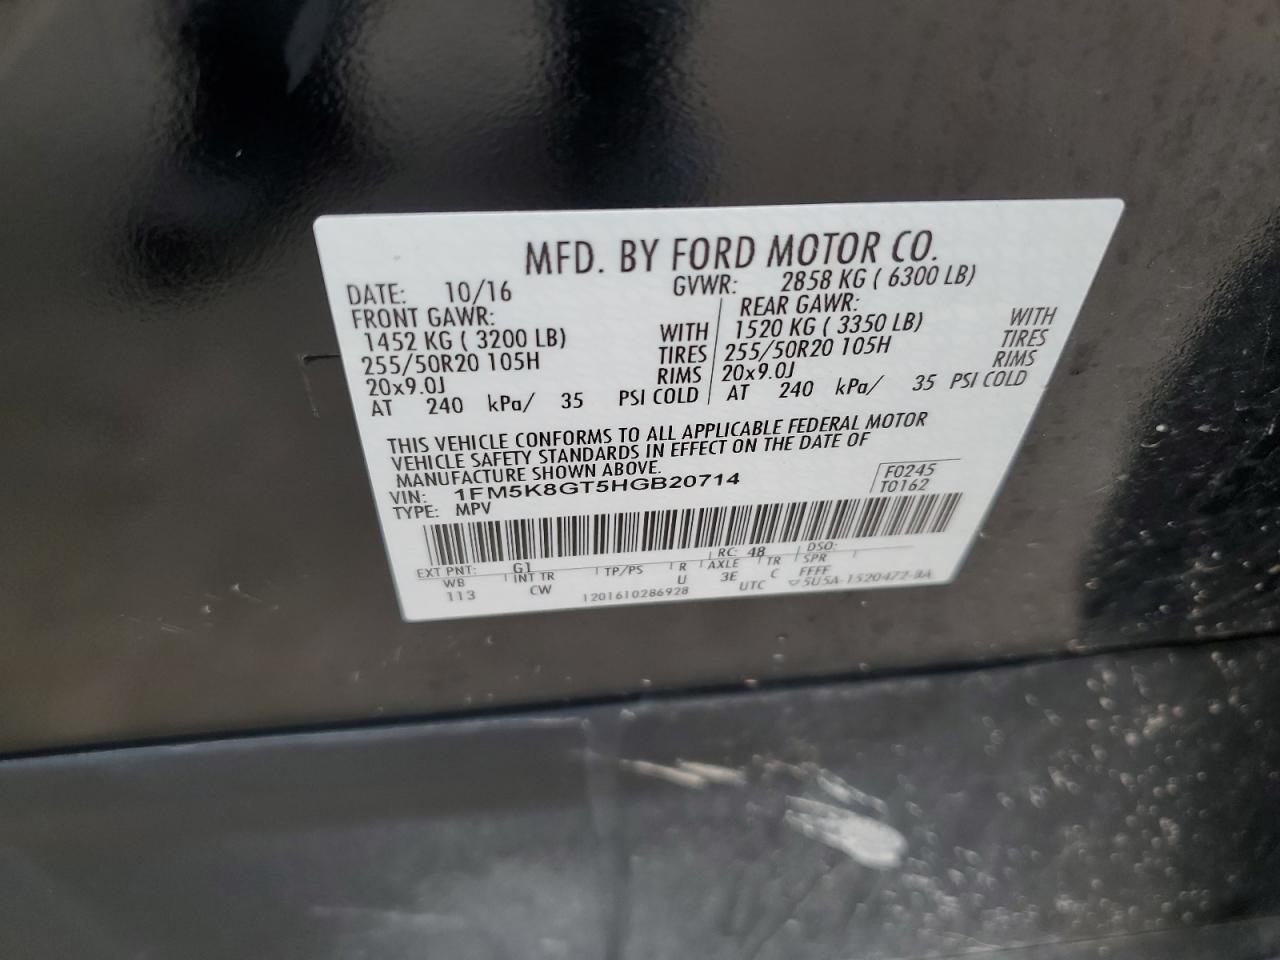 MFD. BY FORD MOTOR CO.
DATE: 10/16 GVWR: 2858 KG ( 6300 LB)
FRONT GAWR: REAR GAWR:
1452 KG ( 3200 LB) WITH 1520 KG ( 3350 LB) WITH
255/50R20 105H TIRES 255/50R20 105H TIRES
20x9.0J RIMS 20x9.0J RIMS
AT 240 kPa/ 35 PSI COLD AT 240 kPa/ 35 PSI COLD
THIS VEHICLE CONFORMS TO ALL APPLICABLE FEDERAL MOTOR
VEHICLE SAFETY STANDARDS IN EFFECT ON THE DATE OF
MANUFACTURE SHOWN ABOVE.
VIN: 1FM5K8GT5HGB20714 F0245
TYPE: MPV T0162
EXT PNT: G1 RC: 48 DSO:
WB INT TR TP/PS R AXLE TR SPR
113 CW U 3E C FFFF
1201610286928 UTC ▽5U5A-1520472-BA